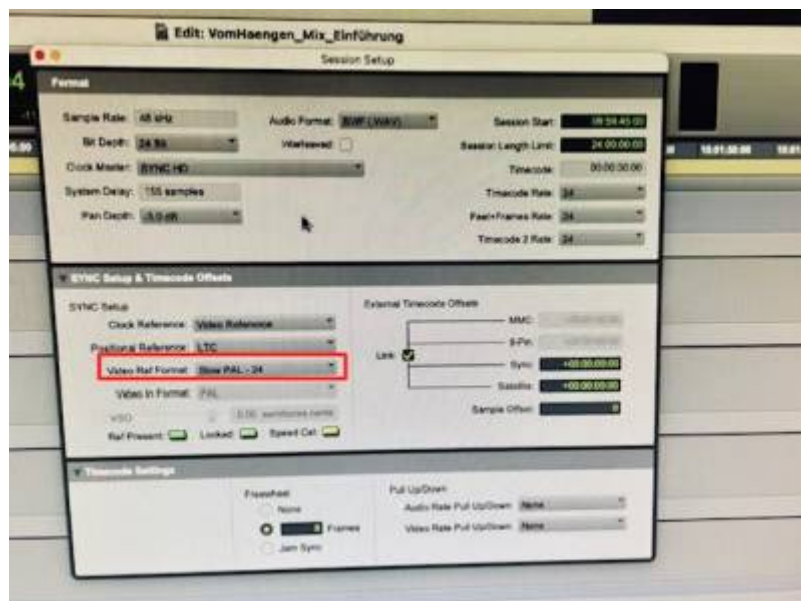 Edit: VomHaengen_Mix_Einführung
Session Setup
4
Format
Sample Rate: 48 kHz
Audio Format: BWF (.WAV)
Session Start:
Bit Depth: 24 Bit
Interleaved:
Session Length Limit: 24:00:00:00
Clock Master: SYNC HD
Timecode: 00:00:30:00
System Delay: 155 samples
Timecode Rate: 24
Pan Depth: -3.0 dB
Feet+Frames Rate: 24
Timecode 2 Rate: 24
SYNC Setup & Timecode Offsets
SYNC Setup
External Timecode Offsets
Clock Reference: Video Reference
MMC:
Positional Reference: LTC
9-Pin:
Link:
Video Ref Format: Slow PAL - 24
Sync: +00:00:00:00
Video In Format: PAL
Satellite: +00:00:00:00
VSO
Sample Offset:
Ref Present: Locked: Speed Cal:
Timecode Settings
Freewheel
Pull Up/Down
None
Audio Rate Pull Up/Down: None
Frames
Video Rate Pull Up/Down: None
Jam Sync